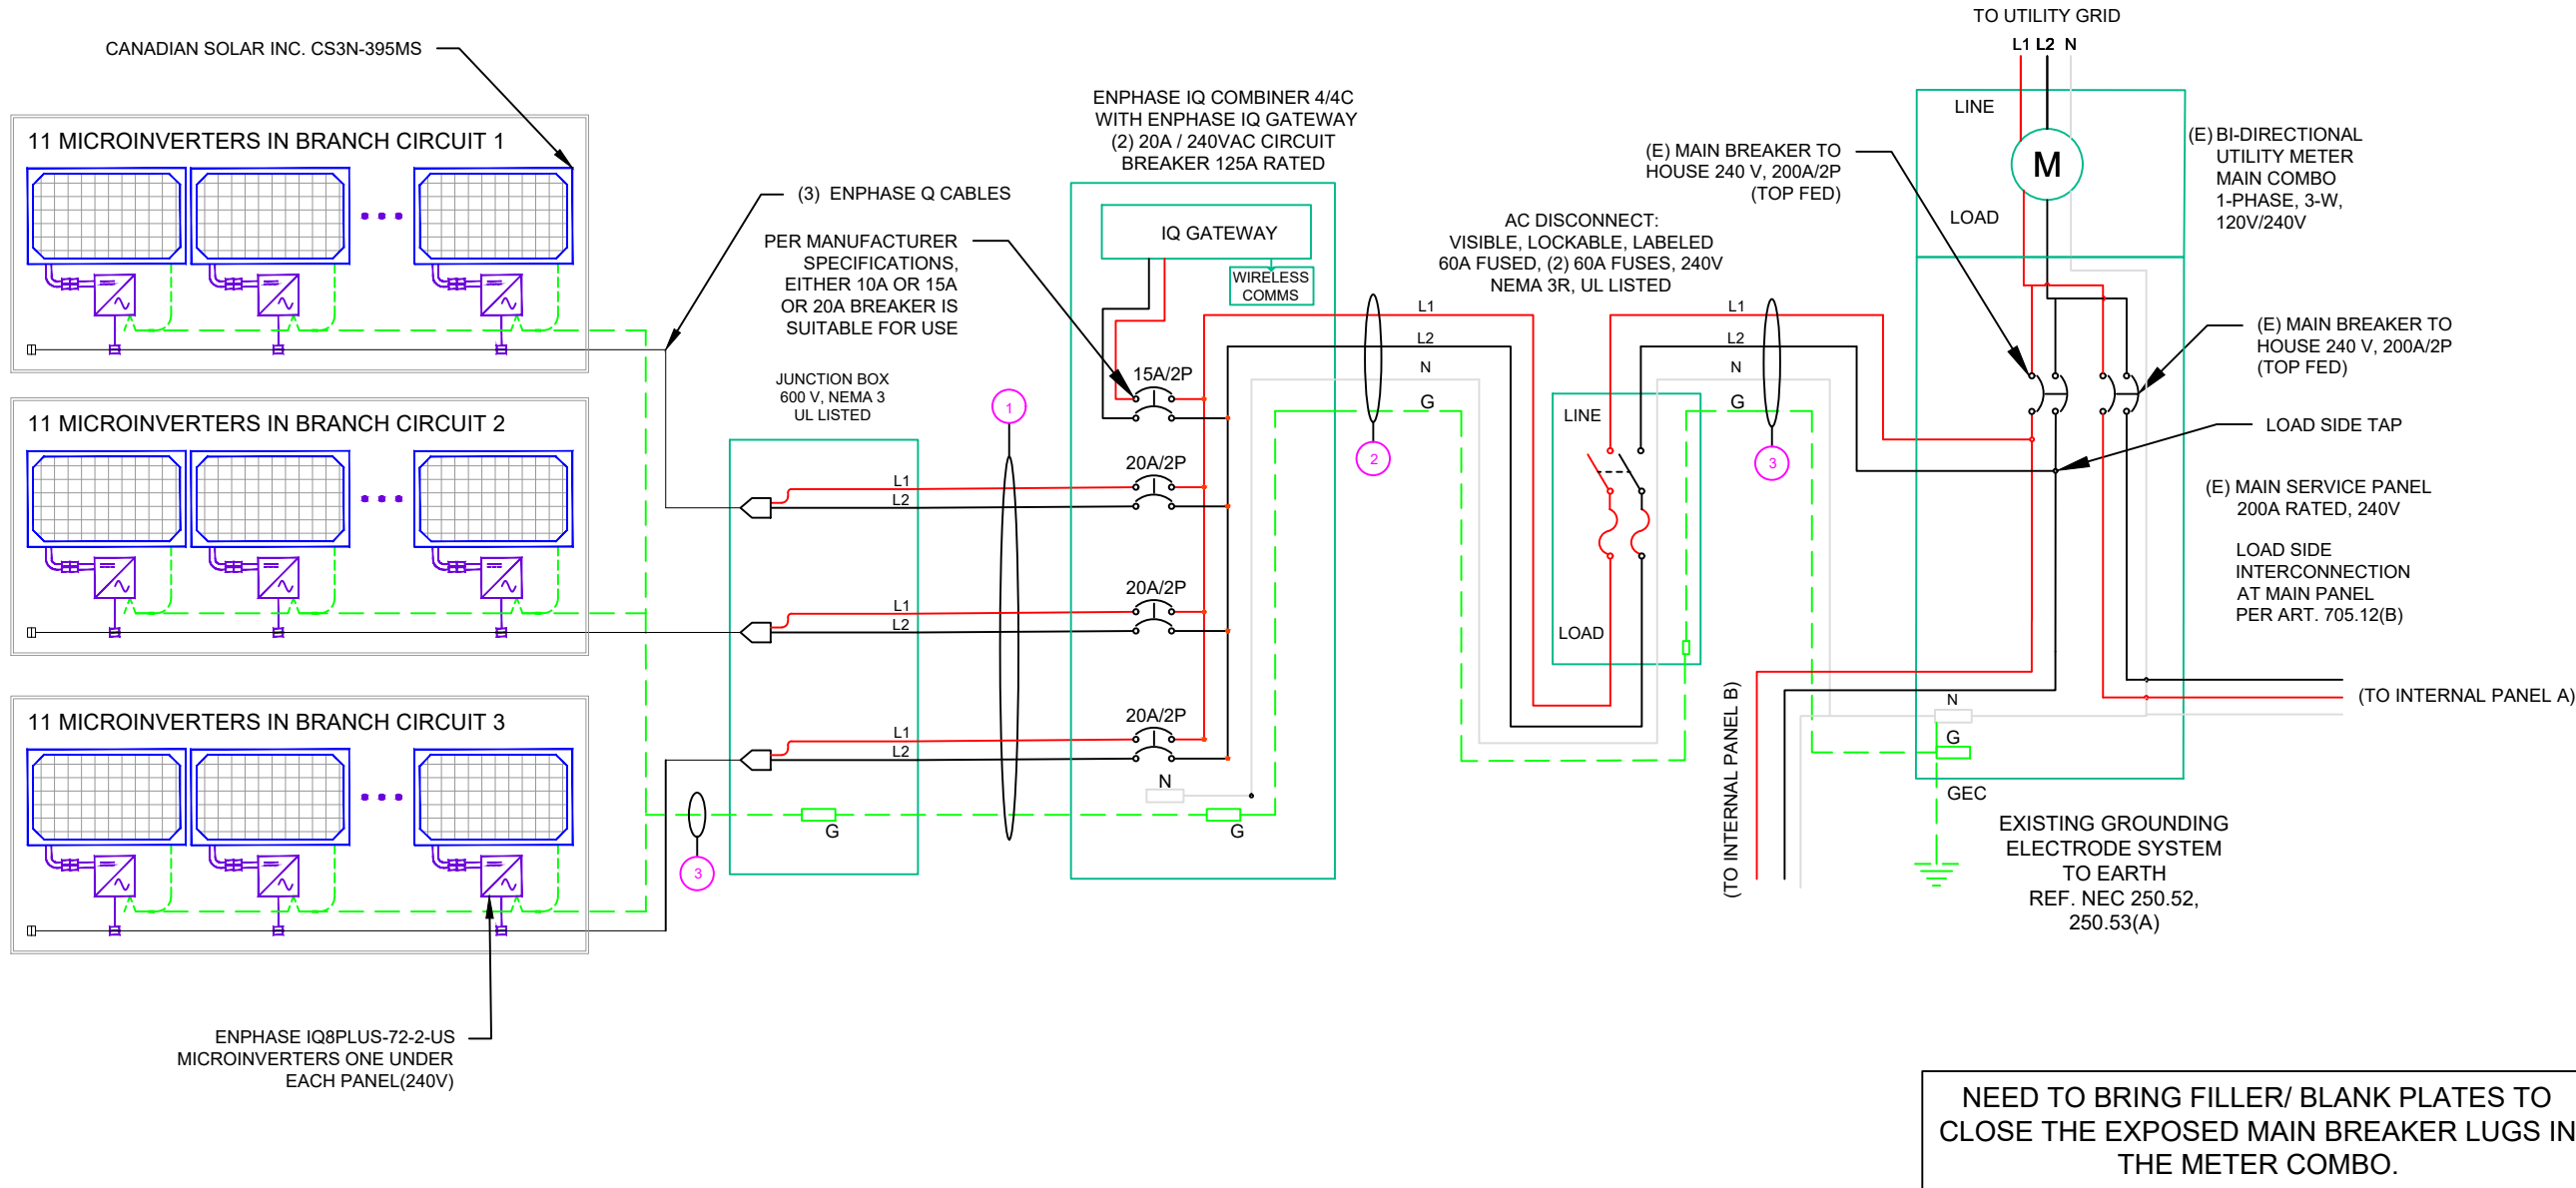 TO UTILITY GRID
L1 L2 N
CANADIAN SOLAR INC. CS3N-395MS
11 MICROINVERTERS IN BRANCH CIRCUIT 1
(3) ENPHASE Q CABLES
PER MANUFACTURER
SPECIFICATIONS,
EITHER 10A OR 15A
OR 20A BREAKER IS
SUITABLE FOR USE
JUNCTION BOX
600 V, NEMA 3
UL LISTED
11 MICROINVERTERS IN BRANCH CIRCUIT 2
11 MICROINVERTERS IN BRANCH CIRCUIT 3
ENPHASE IQ8PLUS-72-2-US
MICROINVERTERS ONE UNDER
EACH PANEL(240V)
L1
L2
L1
L2
L1
L2
G
3
1
ENPHASE IQ COMBINER 4/4C
WITH ENPHASE IQ GATEWAY
(2) 20A / 240VAC CIRCUIT
BREAKER 125A RATED
IQ GATEWAY
WIRELESS
COMMS
15A/2P
20A/2P
20A/2P
20A/2P
N
G
L1
L2
N
G
2
AC DISCONNECT:
VISIBLE, LOCKABLE, LABELED
60A FUSED, (2) 60A FUSES, 240V
NEMA 3R, UL LISTED
LINE
LOAD
L1
L2
N
G
3
(E) MAIN BREAKER TO
HOUSE 240 V, 200A/2P
(TOP FED)
LINE
M
LOAD
(E) BI-DIRECTIONAL
UTILITY METER
MAIN COMBO
1-PHASE, 3-W,
120V/240V
(E) MAIN BREAKER TO
HOUSE 240 V, 200A/2P
(TOP FED)
LOAD SIDE TAP
(E) MAIN SERVICE PANEL
200A RATED, 240V
LOAD SIDE
INTERCONNECTION
AT MAIN PANEL
PER ART. 705.12(B)
(TO INTERNAL PANEL A)
(TO INTERNAL PANEL B)
N
G
GEC
EXISTING GROUNDING
ELECTRODE SYSTEM
TO EARTH
REF. NEC 250.52,
250.53(A)
NEED TO BRING FILLER/ BLANK PLATES TO
CLOSE THE EXPOSED MAIN BREAKER LUGS IN
THE METER COMBO.